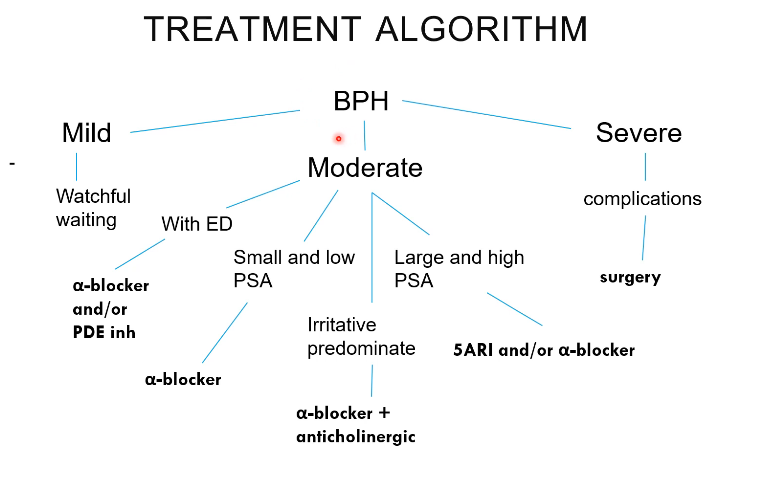 TREATMENT ALGORITHM
BPH
Mild
Severe
-
Moderate
Watchful
waiting
complications
With ED
Small and low
PSA
Large and high
PSA
surgery
α-blocker
and/or
PDE inh
Irritative
predominate
5ARI and/or α-blocker
α-blocker
α-blocker +
anticholinergic